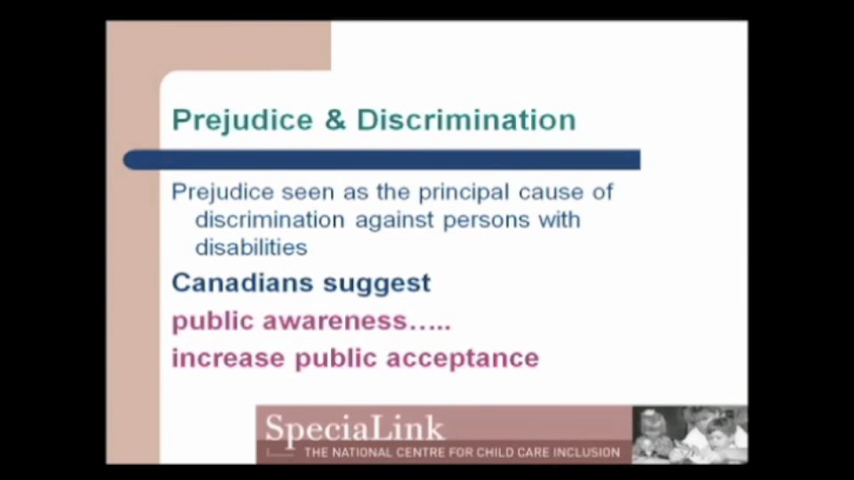 Prejudice & Discrimination
Prejudice seen as the principal cause of
discrimination against persons with
disabilities
Canadians suggest
public awareness…..
increase public acceptance
SpeciaLink
THE NATIONAL CENTRE FOR CHILD CARE INCLUSION